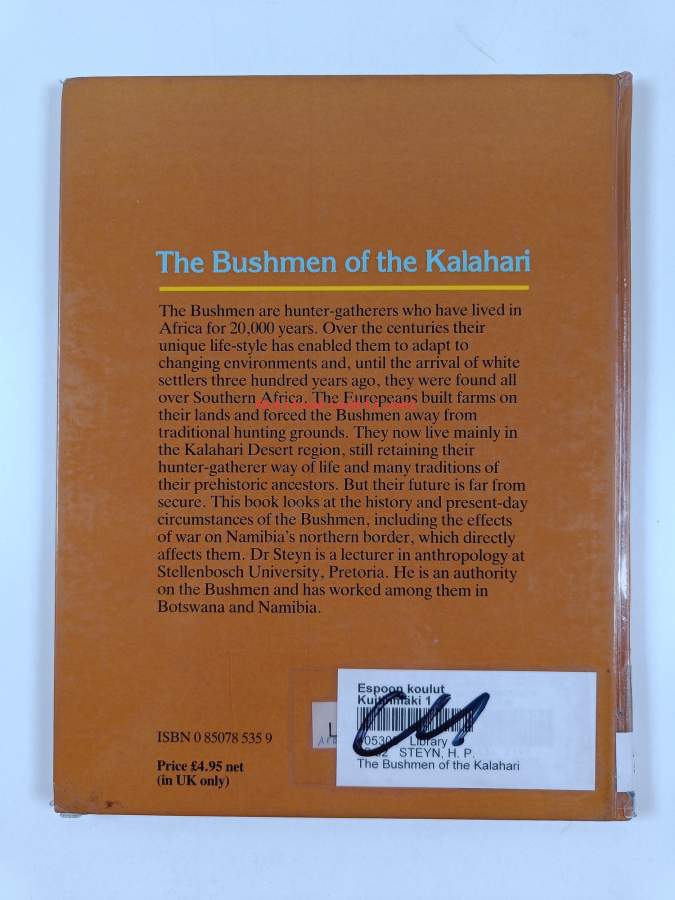 The Bushmen of the Kalahari
The Bushmen are hunter-gatherers who have lived in
Africa for 20,000 years. Over the centuries their
unique life-style has enabled them to adapt to
changing environments and, until the arrival of white
settlers three hundred years ago, they were found all
over Southern Africa. The Europeans built farms on
their lands and forced the Bushmen away from
traditional hunting grounds. They now live mainly in
the Kalahari Desert region, still retaining their
hunter-gatherer way of life and many traditions of
their prehistoric ancestors. But their future is far from
secure. This book looks at the history and present-day
circumstances of the Bushmen, including the effects
of war on Namibia's northern border, which directly
affects them. Dr Steyn is a lecturer in anthropology at
Stellenbosch University, Pretoria. He is an authority
on the Bushmen and has worked among them in
Botswana and Namibia.
ISBN 0 85078 535 9
Price £4.95 net
(in UK only)
Espoon koulut
1
Library
STEYN, H. P.
The Bushmen of the Kalahari